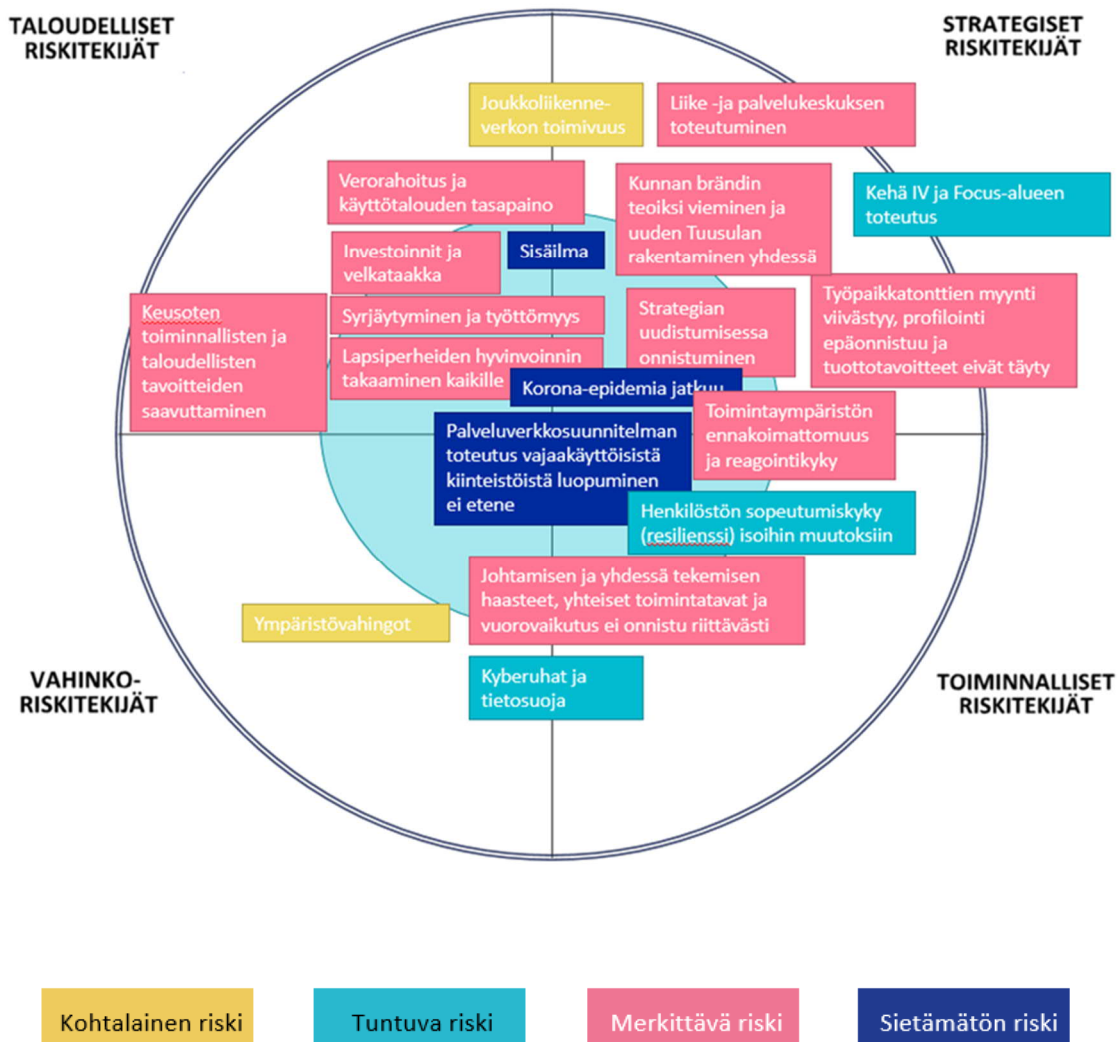 TALOUDELLISET
RISKITEKIJÄT
STRATEGISET
RISKITEKIJÄT
Joukkoliikenne-
verkon toimivuus
Liike -ja palvelukeskuksen
toteutuminen
Verorahoitus ja
käyttötalouden tasapaino
Kunnan brändin
teoiksi vieminen ja
uuden Tuusulan
rakentaminen yhdessä
Kehä IV ja Focus-alueen
toteutus
Investoinnit ja
velkataakka
Sisäilma
Keusoten
toiminnallisten ja
taloudellisten
tavoitteiden
saavuttaminen
Syrjäytyminen ja työttömyys
Strategian
uudistumisessa
onnistuminen
Työpaikkatonttien myynti
viivästyy, profilointi
epäonnistuu ja
tuottotavoitteet eivät täyty
Lapsiperheiden hyvinvoinnin
takaaminen kaikille
Korona-epidemia jatkuu
Toimintaympäristön
ennakoimattomuus
ja reagointikyky
Palveluverkkosuunnitelman
toteutus vajaakäyttöisistä
kiinteistöistä luopuminen
ei etene
Henkilöstön sopeutumiskyky
(resilienssi) isoihin muutoksiin
Johtamisen ja yhdessä tekemisen
haasteet, yhteiset toimintatavat ja
vuorovaikutus ei onnistu riittävästi
Ympäristövahingot
Kyberuhat ja
tietosuoja
VAHINKO-
RISKITEKIJÄT
TOIMINNALLISET
RISKITEKIJÄT
Kohtalainen riski
Tuntuva riski
Merkittävä riski
Sietämätön riski